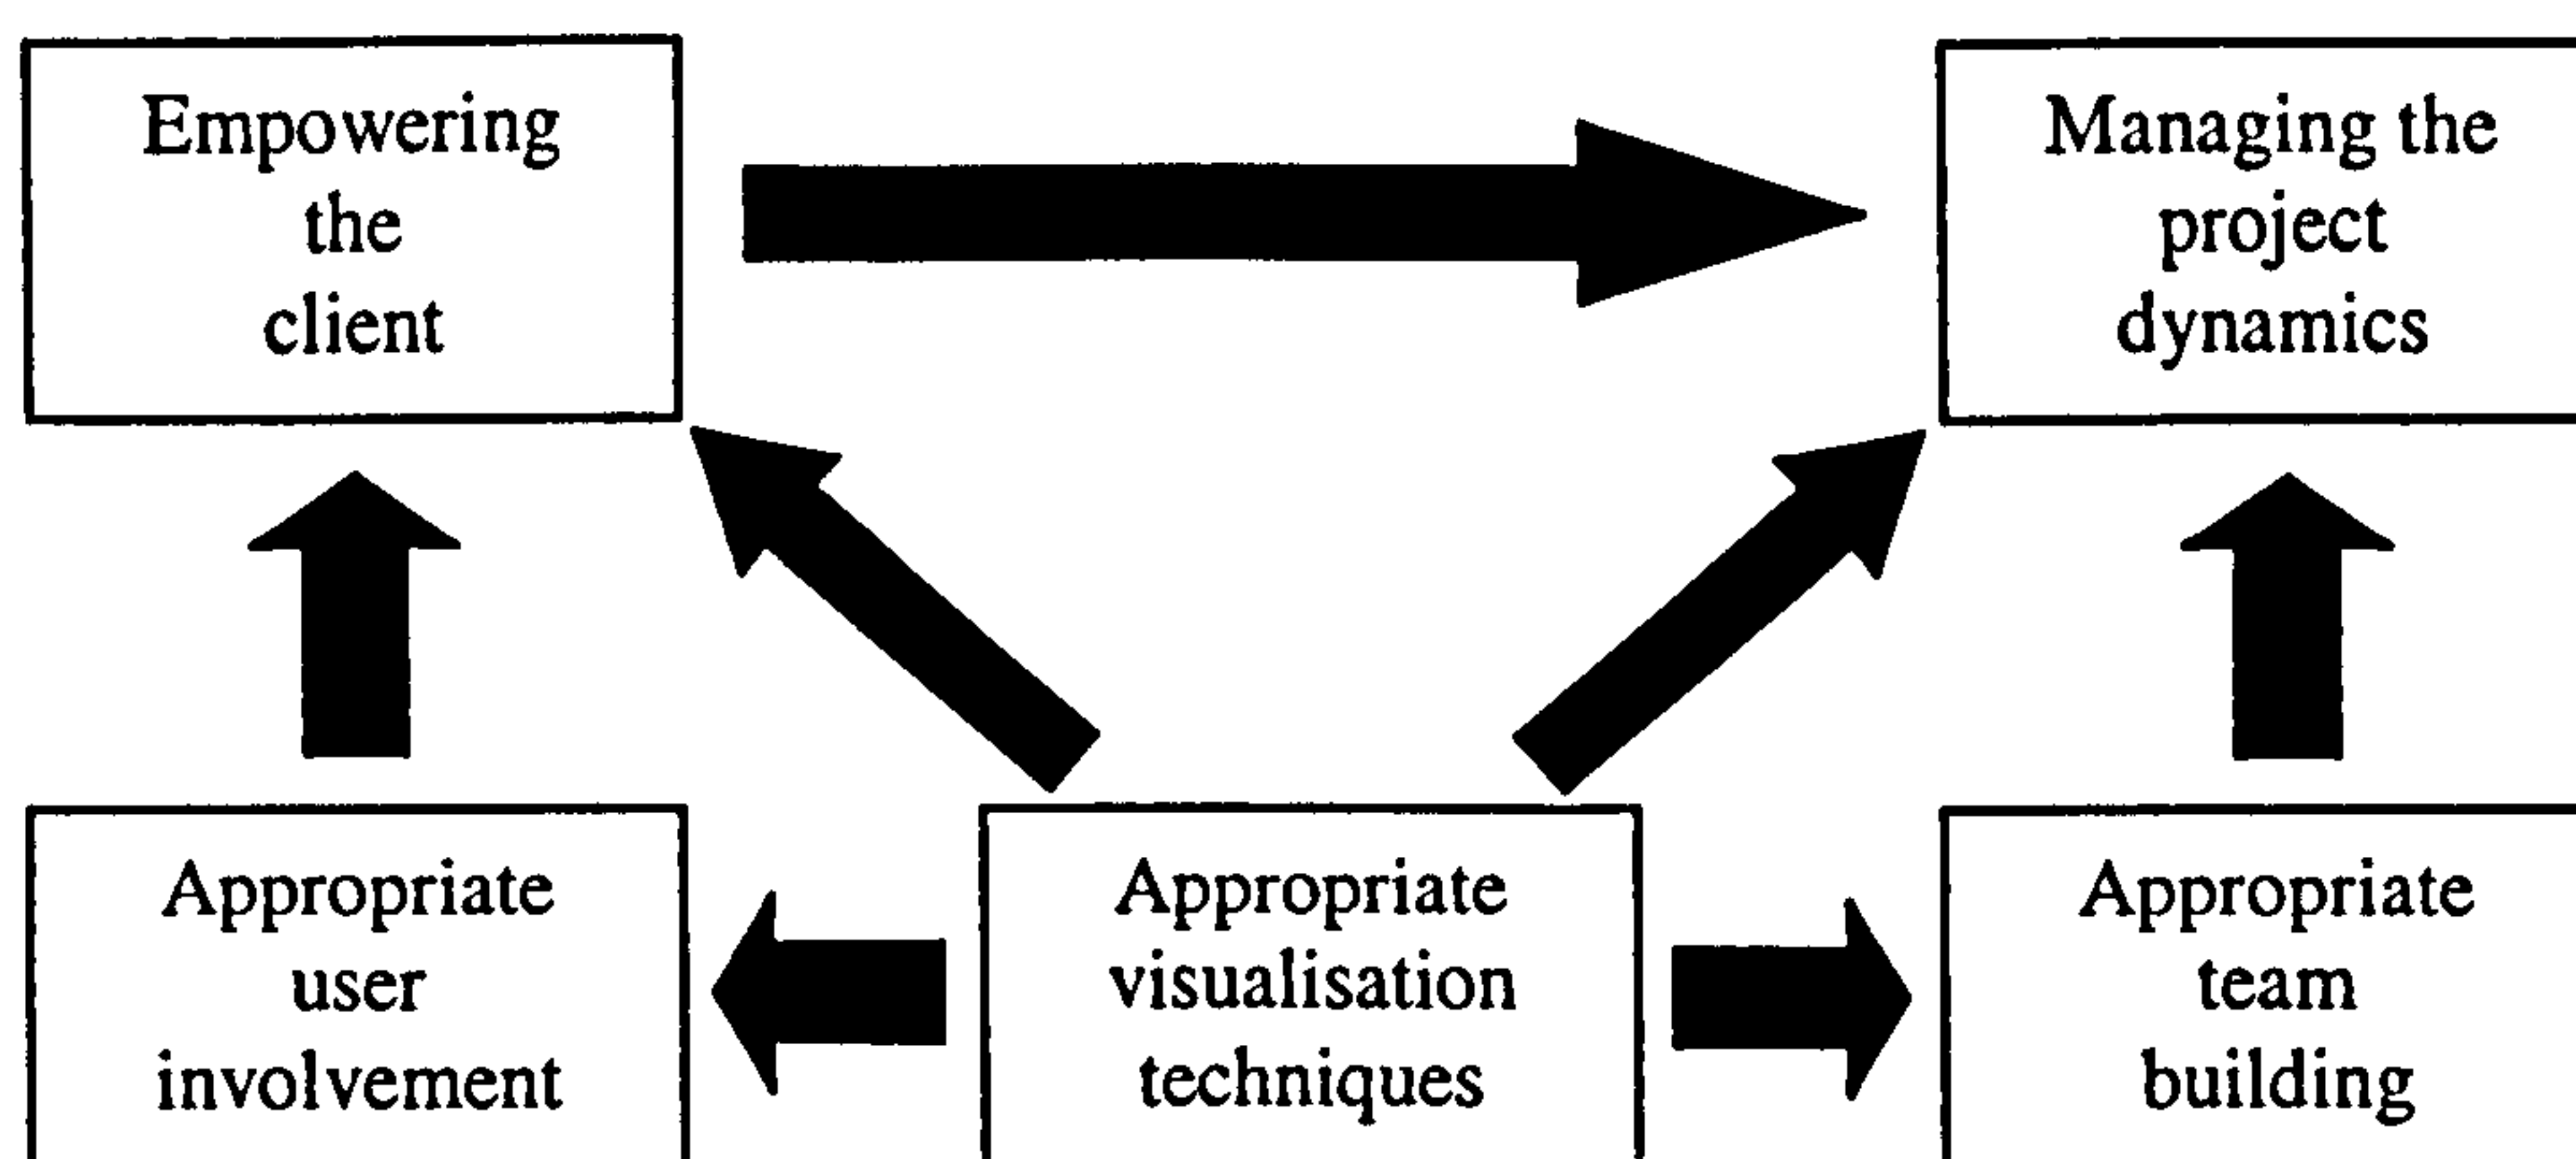 Empowering
the
client
Managing the
project
dynamics
Appropriate
user
involvement
Appropriate
visualisation
techniques
Appropriate
team
building